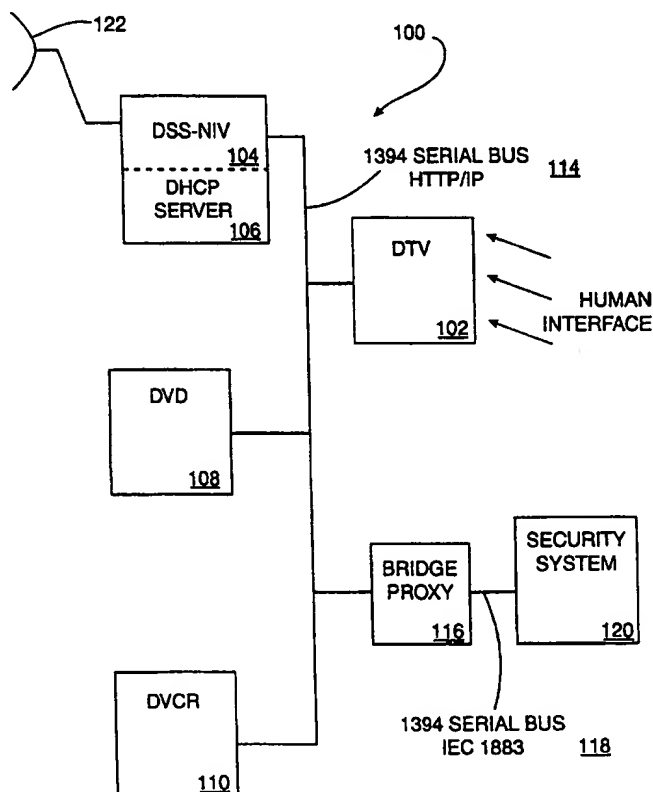 122
100
DSS-NIV
104
DHCP
SERVER
106
1394 SERIAL BUS
HTTP/IP
114
DTV
102
HUMAN
INTERFACE
DVD
108
BRIDGE
PROXY
116
SECURITY
SYSTEM
120
DVCR
110
1394 SERIAL BUS
IEC 1883
118